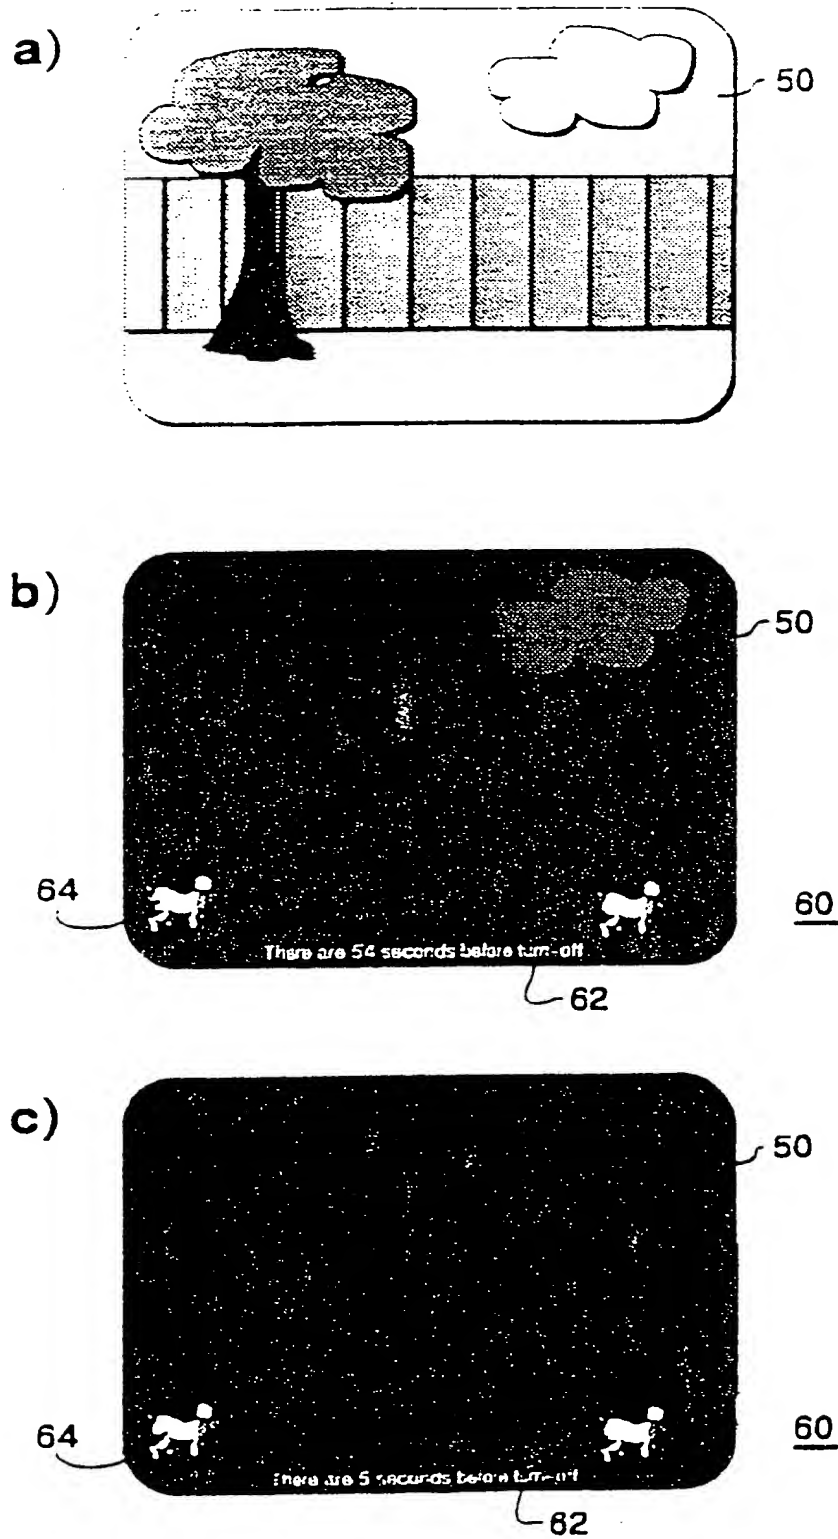 a)
50
b)
50
64
60
There are 54 seconds before turn-off
62
c)
50
64
60
There are 5 seconds before turn-off
62